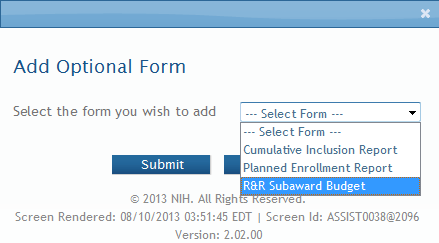 Add Optional Form
Select the form you wish to add
--- Select Form ---
--- Select Form ---
Cumulative Inclusion Report
Planned Enrollment Report
R&R Subaward Budget
Submit
© 2013 NIH. All Rights Reserved.
Screen Rendered: 08/10/2013 03:51:45 EDT | Screen Id: ASSIST0038@2096
Version: 2.02.00